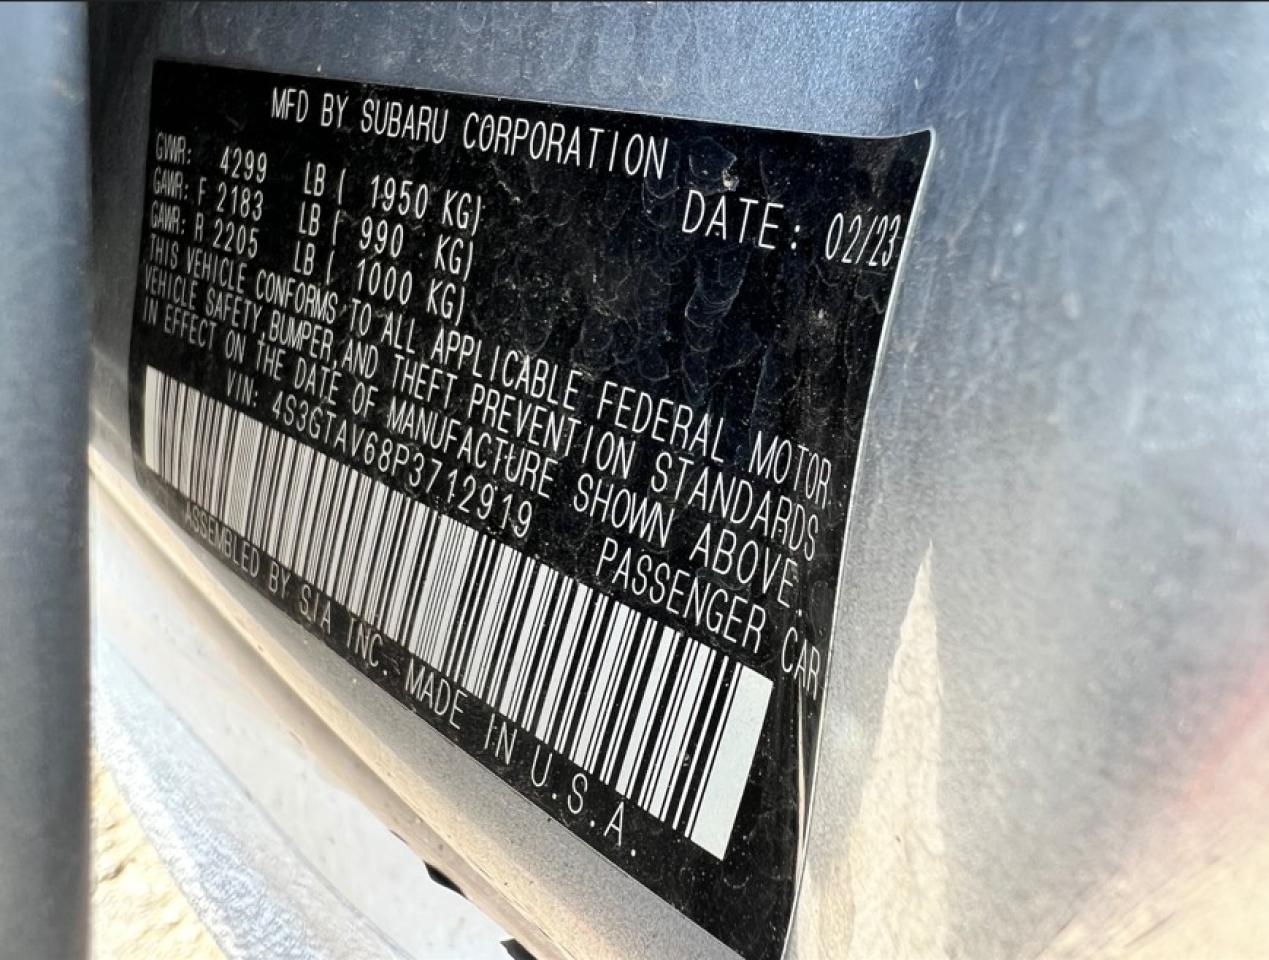 MFD BY SUBARU CORPORATION
GVWR: 4299 LB ( 1950 KG)
DATE: 02/23
GAWR: F 2183 LB ( 990 KG)
GAWR: R 2205 LB ( 1000 KG)
THIS VEHICLE CONFORMS TO ALL APPLICABLE FEDERAL MOTOR
VEHICLE SAFETY,BUMPER,AND THEFT PREVENTION STANDARDS
IN EFFECT ON THE DATE OF MANUFACTURE SHOWN ABOVE.
VIN: 4S3GTAV68P3712919 PASSENGER CAR
ASSEMBLED BY SIA INC. MADE IN U.S.A.